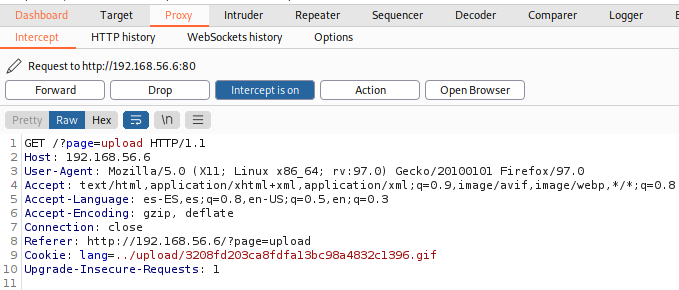 Dashboard Target Proxy Intruder Repeater Sequencer Decoder Comparer Logger
Intercept HTTP history WebSockets history Options
Request to http://192.168.56.6:80
Forward Drop Intercept is on Action Open Browser
Pretty Raw Hex \n
1 GET /?page=upload HTTP/1.1
2 Host: 192.168.56.6
3 User-Agent: Mozilla/5.0 (X11; Linux x86_64; rv:97.0) Gecko/20100101 Firefox/97.0
4 Accept: text/html,application/xhtml+xml,application/xml;q=0.9,image/avif,image/webp,*/*;q=0.8
5 Accept-Language: es-ES,es;q=0.8,en-US;q=0.5,en;q=0.3
6 Accept-Encoding: gzip, deflate
7 Connection: close
8 Referer: http://192.168.56.6/?page=upload
9 Cookie: lang=../upload/3208fd203ca8fdfa13bc98a4832c1396.gif
10 Upgrade-Insecure-Requests: 1
11